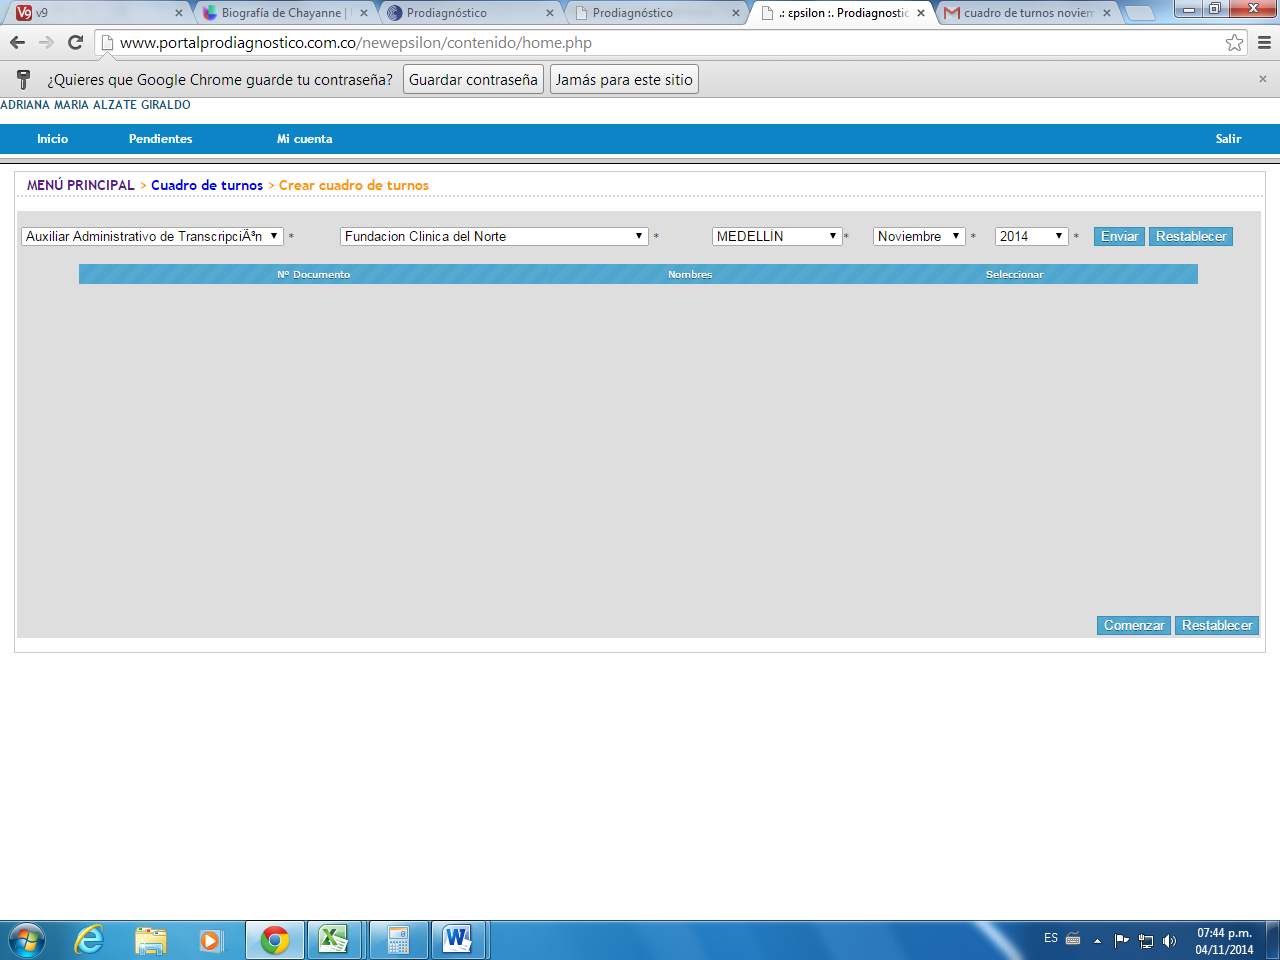 v9
Biografía de Chayanne |
Prodiagnóstico
Prodiagnóstico
.: εpsilon :. Prodiagnostic
cuadro de turnos noviem
www.portalprodiagnostico.com.co/newepsilon/contenido/home.php
¿Quieres que Google Chrome guarde tu contraseña? Guardar contraseña Jamás para este sitio
ADRIANA MARIA ALZATE GIRALDO
Inicio Pendientes Mi cuenta Salir
MENÚ PRINCIPAL > Cuadro de turnos > Crear cuadro de turnos
Auxiliar Administrativo de TranscripciÃ³n * Fundacion Clinica del Norte * MEDELLÍN * Noviembre * 2014 * Enviar Restablecer
Nº Documento Nombres Seleccionar
Comenzar Restablecer
ES
07:44 p.m.
04/11/2014